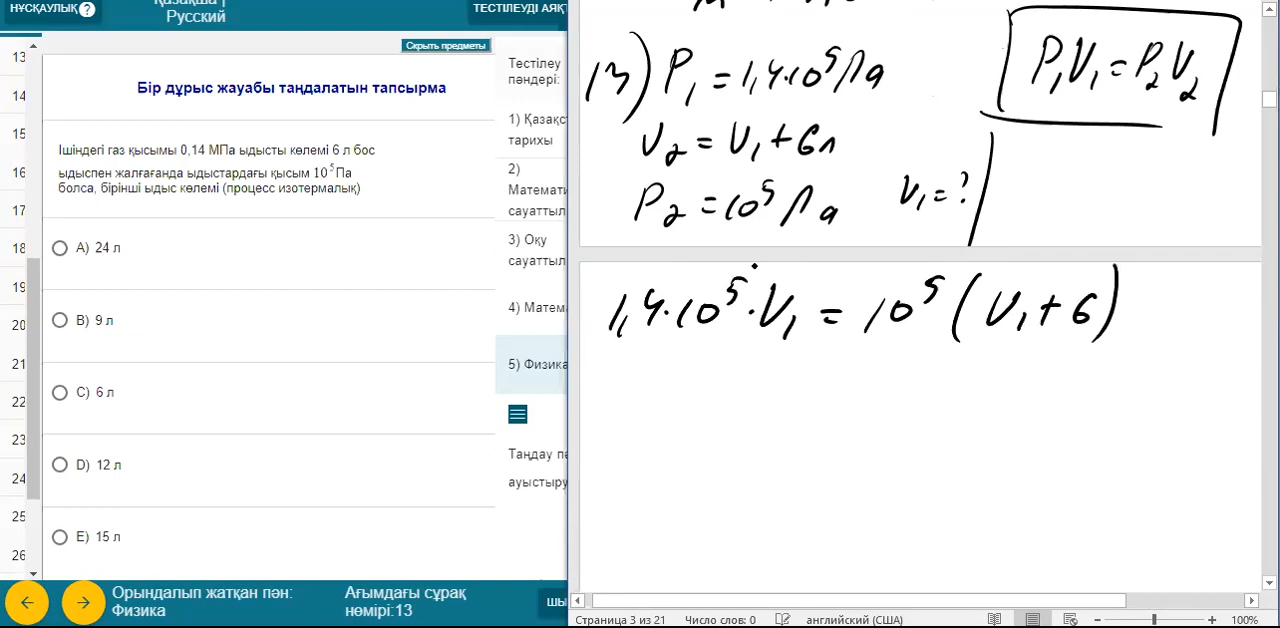 НҰСҚАУЛЫҚ ?
Қазақша |
Русский
ТЕСТІЛЕУДІ АЯҚТ
Скрыть предметы
13
14
15
16
17
18
19
20
21
22
23
24
25
26
Бір дұрыс жауабы таңдалатын тапсырма
Ішіндегі газ қысымы 0,14 МПа ыдысты көлемі 6 л бос
ыдыспен жалғағанда ыдыстардағы қысым 10⁵ Па
болса, бірінші ыдыс көлемі (процесс изотермалық)
A) 24 л
B) 9 л
C) 6 л
D) 12 л
E) 15 л
Тестілеу
пәндері:
1) Қазақст
тарихы
2)
Математи
сауаттыл
3) Оқу
сауаттыл
4) Матема
5) Физика
Таңдау пә
ауыстыру
Орындалып жатқан пән:
Физика
Ағымдағы сұрақ
нөмірі:13
ШЫ
13) P₁ = 1,4·10⁵ Па
V₂ = V₁ + 6л
P₂ = 10⁵ Па V₁ = ?
P₁V₁ = P₂V₂
1,4·10⁵·V₁ = 10⁵ (V₁ + 6)
Страница 3 из 21 Число слов: 0 английский (США) 100%